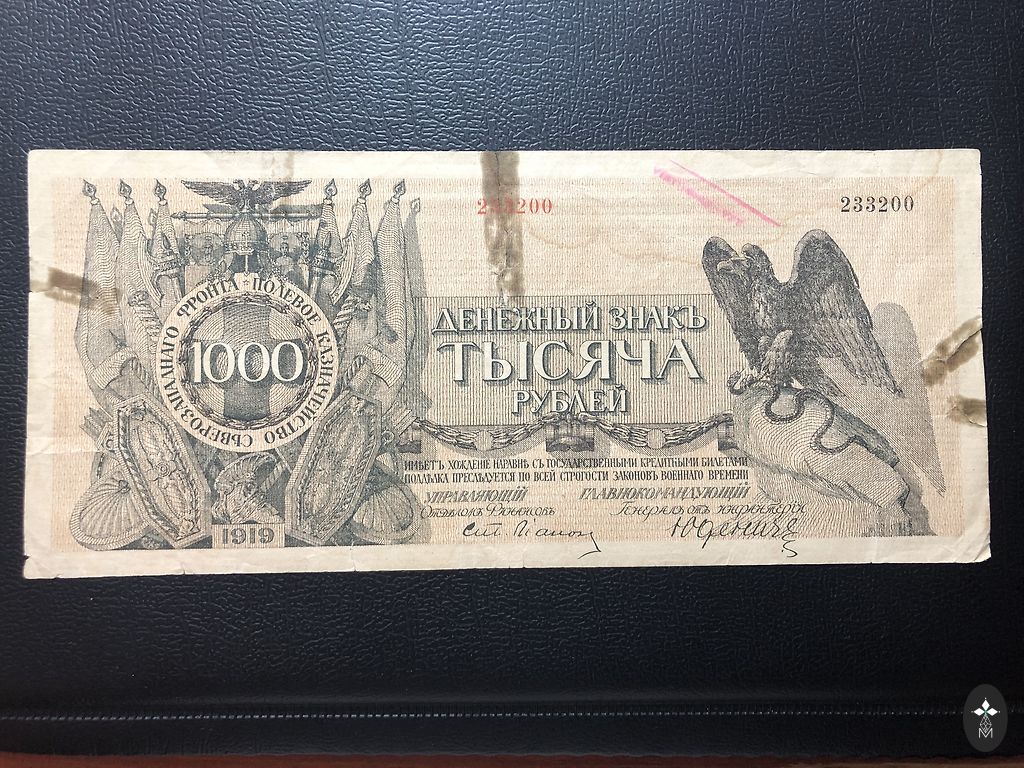 ПОЛЕВОЕ КАЗНАЧЕЙСТВО СѢВЕРОЗАПАДНАГО ФРОНТА
1000
1919
233200
233200
ДЕНЕЖНЫЙ ЗНАКЪ
ТЫСЯЧА
РУБЛЕЙ
ИМѢЕТЪ ХОЖДЕНІЕ НАРАВНѢ СЪ ГОСУДАРСТВЕННЫМИ КРЕДИТНЫМИ БИЛЕТАМИ
ПОДДѢЛКА ПРЕСЛѢДУЕТСЯ ПО ВСЕЙ СТРОГОСТИ ЗАКОНОВЪ ВОЕННАГО ВРЕМЕНИ
УПРАВЛЯЮЩІЙ ГЛАВНОКОМАНДУЮЩІЙ
Отдѣломъ Финансовъ Генералъ отъ инфантеріи
Юденичъ
M